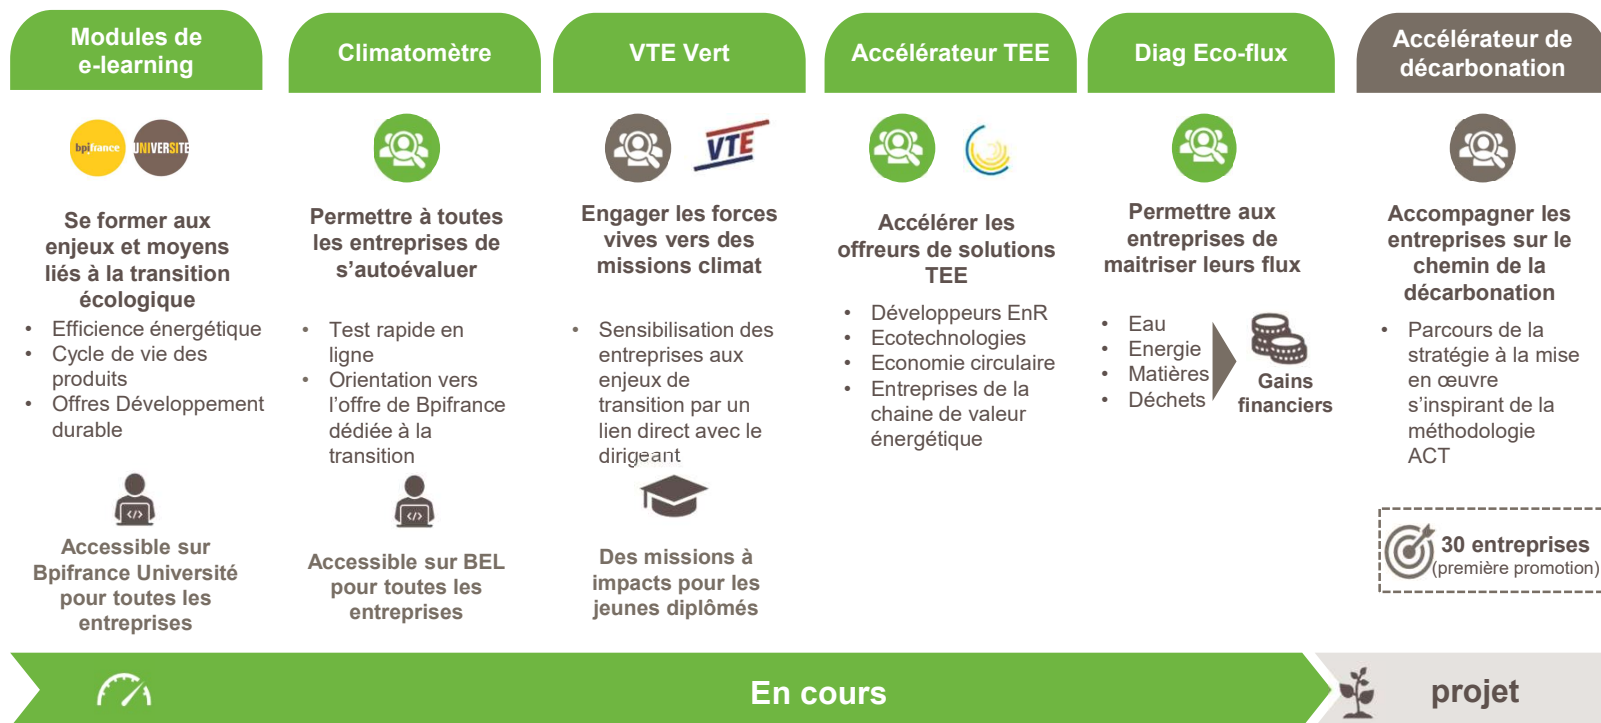 Modules de
e-learning
bpifrance
UNIVERSITE
Se former aux
enjeux et moyens
liés à la transition
écologique
• Efficience énergétique
• Cycle de vie des
produits
• Offres Développement
durable
</>
Accessible sur
Bpifrance Université
pour toutes les
entreprises
Climatomètre
Permettre à toutes
les entreprises de
s’autoévaluer
• Test rapide en
ligne
• Orientation vers
l’offre de Bpifrance
dédiée à la
transition
</>
Accessible sur BEL
pour toutes les
entreprises
VTE Vert
VTE
Engager les forces
vives vers des
missions climat
• Sensibilisation des
entreprises aux
enjeux de
transition par un
lien direct avec le
dirigeant
Des missions à
impacts pour les
jeunes diplômés
Accélérateur TEE
Accélérer les
offreurs de solutions
TEE
• Développeurs EnR
• Ecotechnologies
• Economie circulaire
• Entreprises de la
chaine de valeur
énergétique
Diag Eco-flux
Permettre aux
entreprises de
maitriser leurs flux
• Eau
• Energie
• Matières
• Déchets
Gains
financiers
Accélérateur de
décarbonation
Accompagner les
entreprises sur le
chemin de la
décarbonation
• Parcours de la
stratégie à la mise
en œuvre
s’inspirant de la
méthodologie
ACT
30 entreprises
(première promotion)
En cours
projet